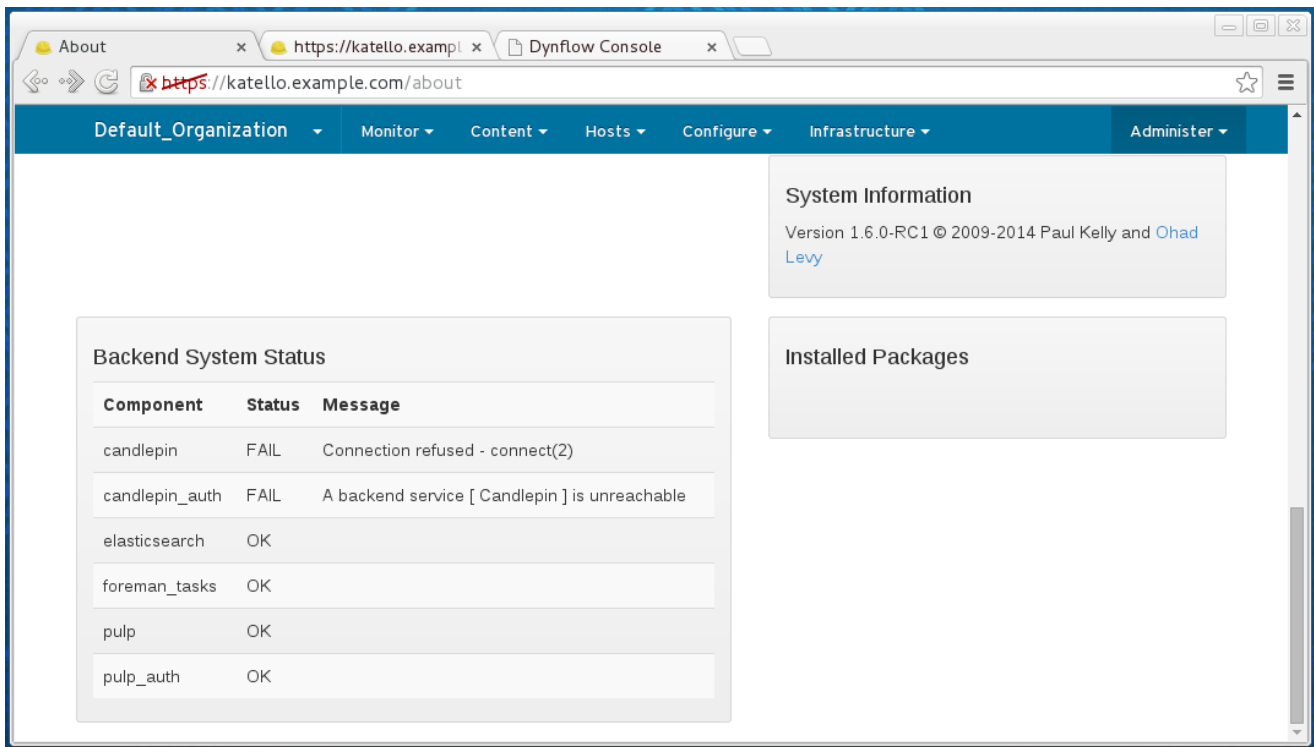 About
https://katello.exampl
Dynflow Console
https://katello.example.com/about
Default_Organization Monitor Content Hosts Configure Infrastructure Administer
System Information
Version 1.6.0-RC1 © 2009-2014 Paul Kelly and Ohad
Levy
Backend System Status
Component Status Message
candlepin FAIL Connection refused - connect(2)
candlepin_auth FAIL A backend service [ Candlepin ] is unreachable
elasticsearch OK
foreman_tasks OK
pulp OK
pulp_auth OK
Installed Packages